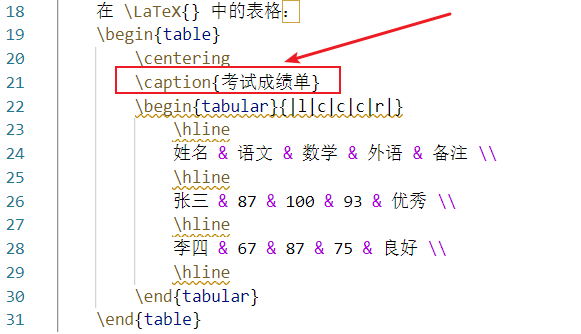 18 在 \LaTeX{} 中的表格：
19 \begin{table}
20 \centering
21 \caption{考试成绩单}
22 \begin{tabular}{|l|c|c|c|r|}
23 \hline
24 姓名 & 语文 & 数学 & 外语 & 备注 \\
25 \hline
26 张三 & 87 & 100 & 93 & 优秀 \\
27 \hline
28 李四 & 67 & 87 & 75 & 良好 \\
29 \hline
30 \end{tabular}
31 \end{table}